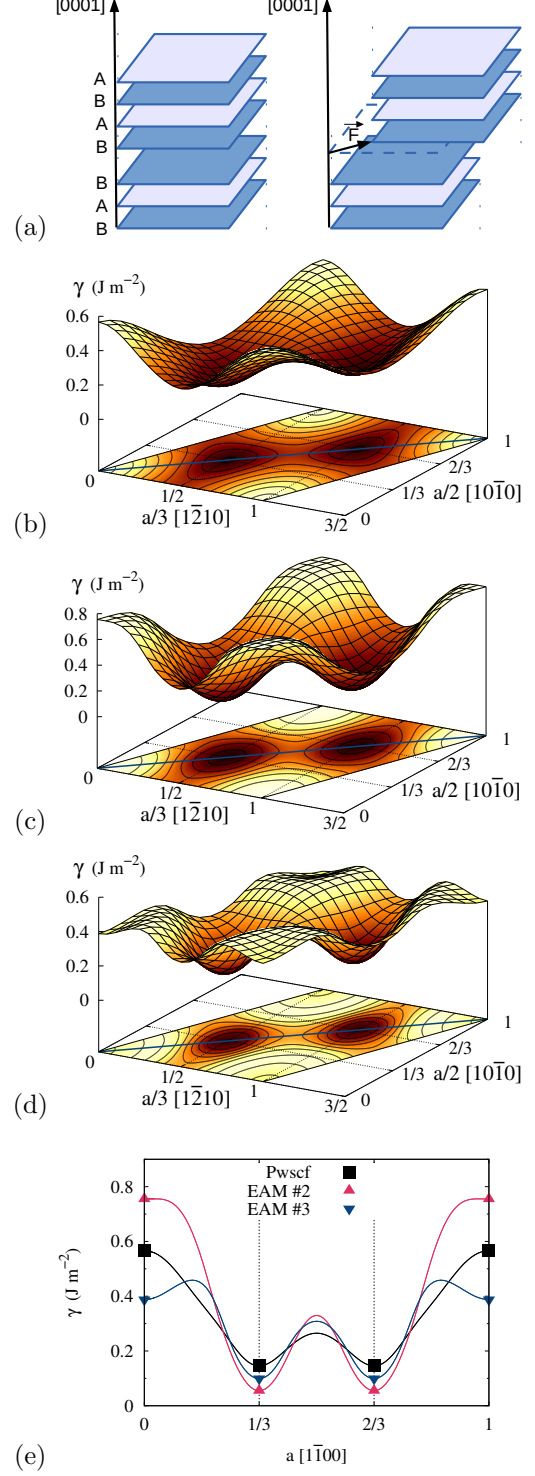 [0001] [0001]
A
B
A
B
B
A
B
F
(a)
γ (J m⁻²)
0.6
0.4
0.2
0
0
1/2
1
3/2
a/3 [12̄10]
0
1/3
2/3
1
a/2 [101̄0]
(b)
γ (J m⁻²)
0.8
0.6
0.4
0.2
0
0
1/2
1
3/2
a/3 [12̄10]
0
1/3
2/3
1
a/2 [101̄0]
(c)
γ (J m⁻²)
0.6
0.4
0.2
0
0
1/2
1
3/2
a/3 [12̄10]
0
1/3
2/3
1
a/2 [101̄0]
(d)
Pwscf
EAM #2
EAM #3
0.8
0.6
0.4
0.2
0
γ (J m⁻²)
0 1/3 2/3 1
a [11̄00]
(e)